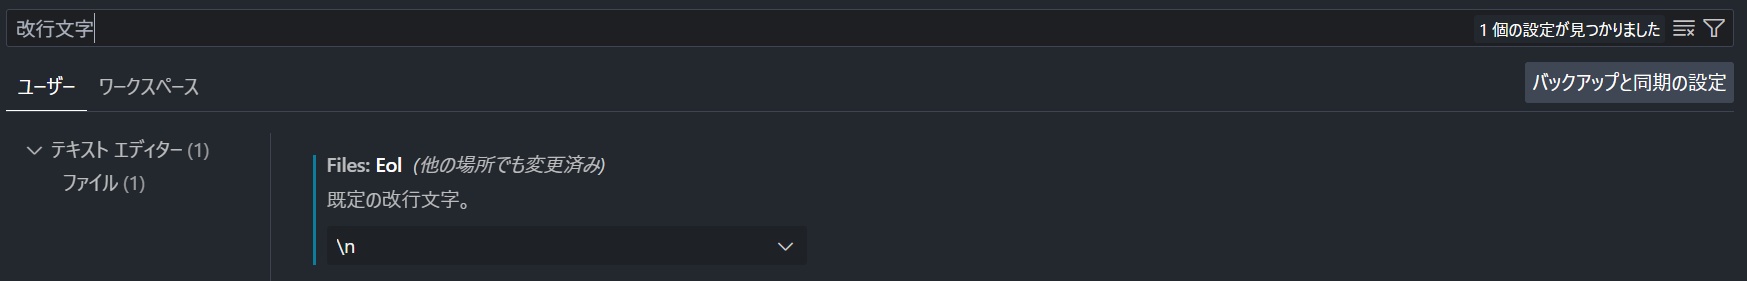 改行文字
1 個の設定が見つかりました
ユーザー ワークスペース
バックアップと同期の設定
テキスト エディター (1)
ファイル (1)
Files: Eol (他の場所でも変更済み)
既定の改行文字。
\n